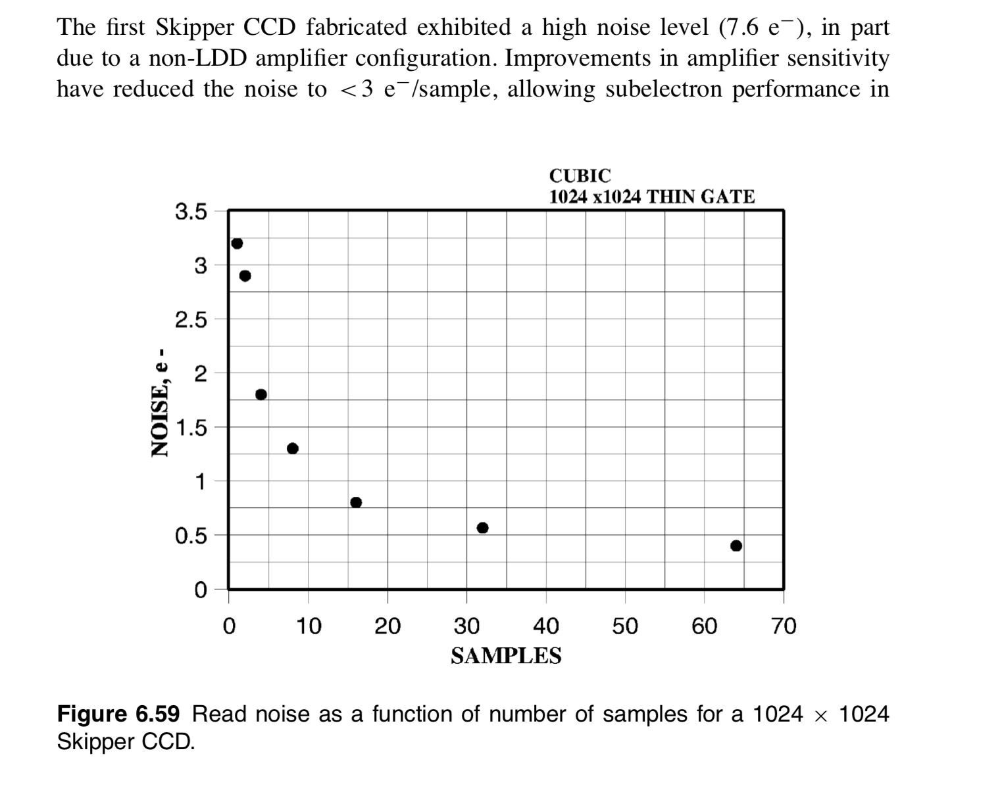 The first Skipper CCD fabricated exhibited a high noise level (7.6 e⁻), in part
due to a non-LDD amplifier configuration. Improvements in amplifier sensitivity
have reduced the noise to <3 e⁻/sample, allowing subelectron performance in
CUBIC
1024 x1024 THIN GATE
3.5
3
2.5
2
1.5
1
0.5
0
NOISE, e -
0 10 20 30 40 50 60 70
SAMPLES
Figure 6.59 Read noise as a function of number of samples for a 1024 × 1024
Skipper CCD.